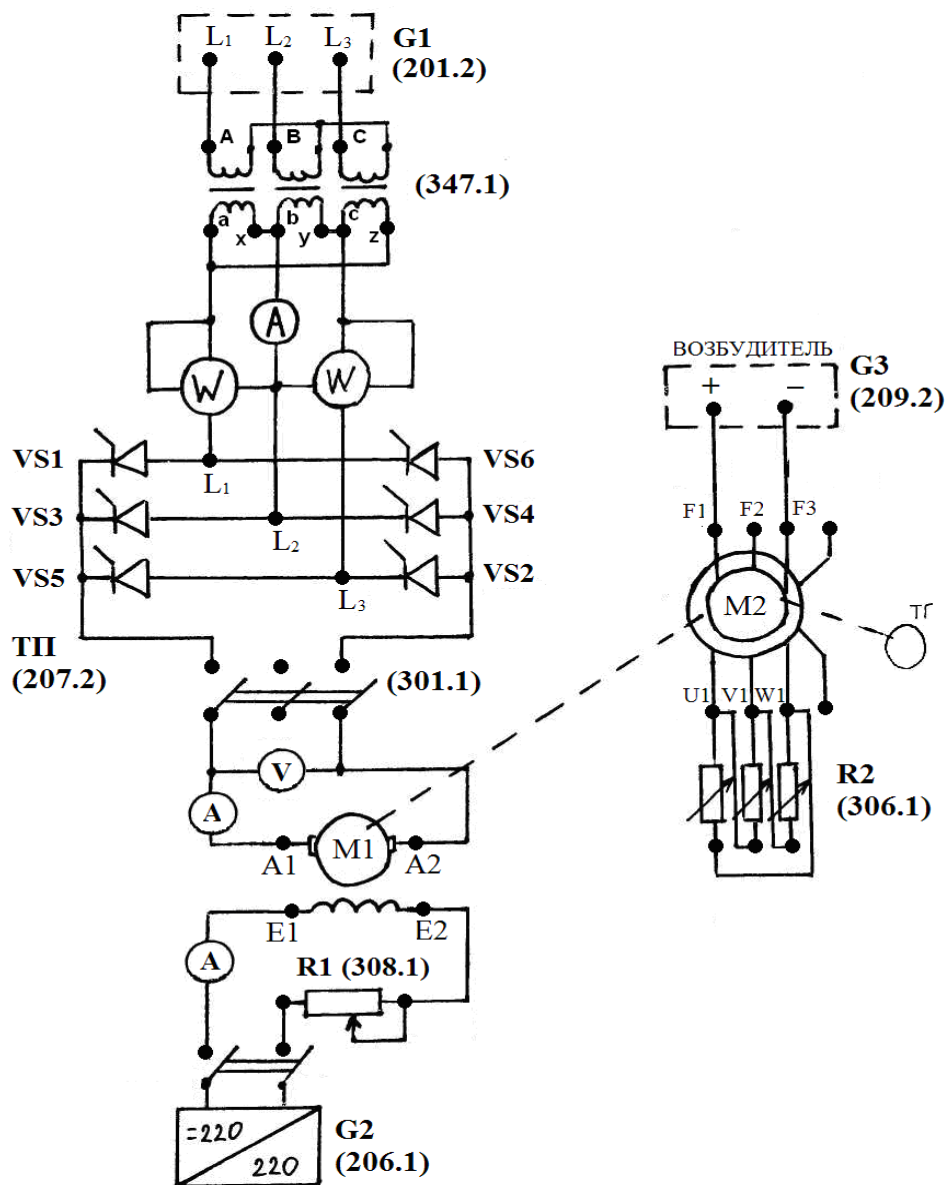 L1 L2 L3 G1
(201.2)
A B C
(347.1)
a b c
x y z
A
W W
ВОЗБУДИТЕЛЬ
G3
+ −
(209.2)
VS1 VS6
L1
VS3 VS4
L2
VS5 VS2
L3
F1 F2 F3
M2 ТГ
ТП
(207.2) (301.1)
U1 V1 W1
V
A
R2
(306.1)
M1
A1 A2
E1 E2
A
R1 (308.1)
=220
220
G2
(206.1)